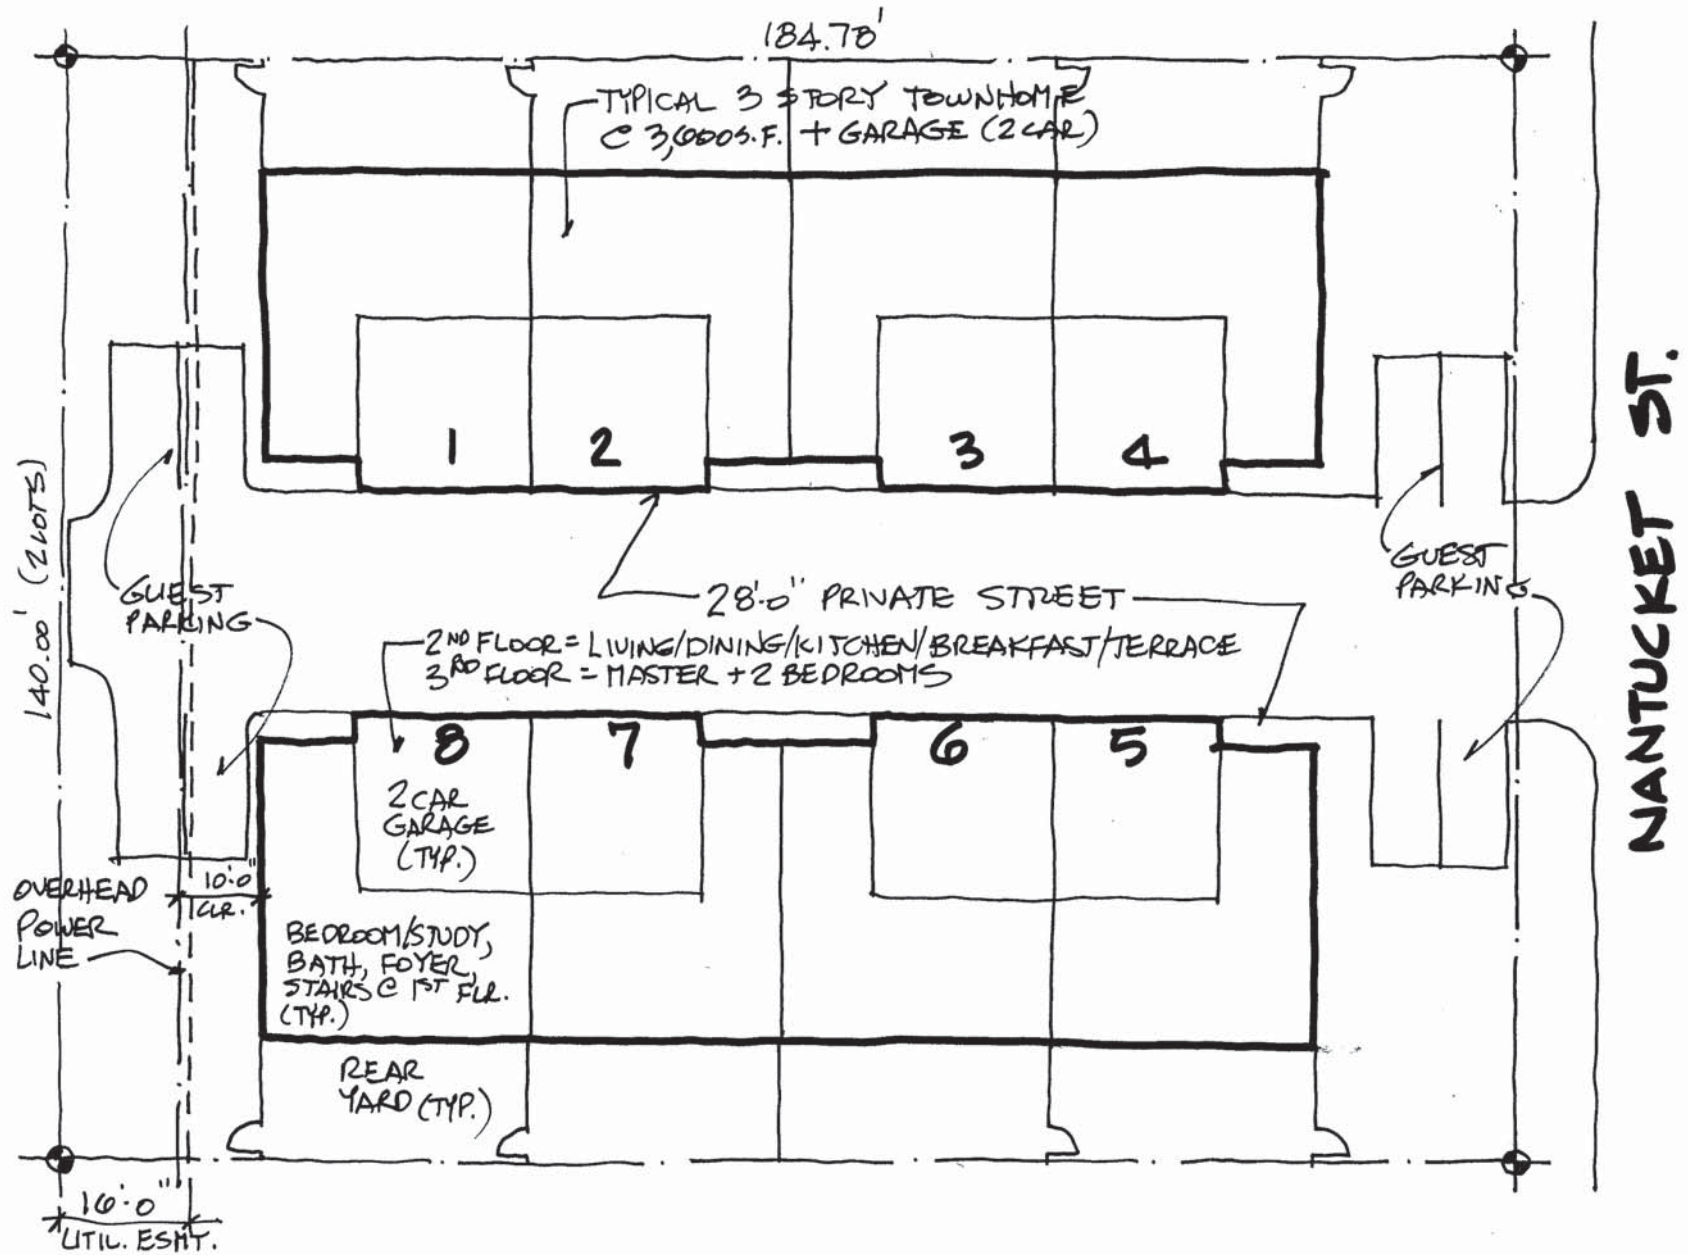 184.78'
TYPICAL 3 STORY TOWNHOME
@ 3,000 S.F. + GARAGE (2 CAR)
1
2
3
4
NANTUCKET ST.
140.00' (2 LOTS)
GUEST
PARKING
GUEST
PARKING
28'-0" PRIVATE STREET
2ND FLOOR = LIVING/DINING/KITCHEN/BREAKFAST/TERRACE
3RD FLOOR = MASTER + 2 BEDROOMS
8
7
6
5
2 CAR
GARAGE
(TYP.)
10'-0"
CLR.
OVERHEAD
POWER
LINE
BEDROOM/STUDY,
BATH, FOYER,
STAIRS @ 1ST FLR.
(TYP.)
REAR
YARD (TYP.)
16'-0"
UTIL. ESMT.